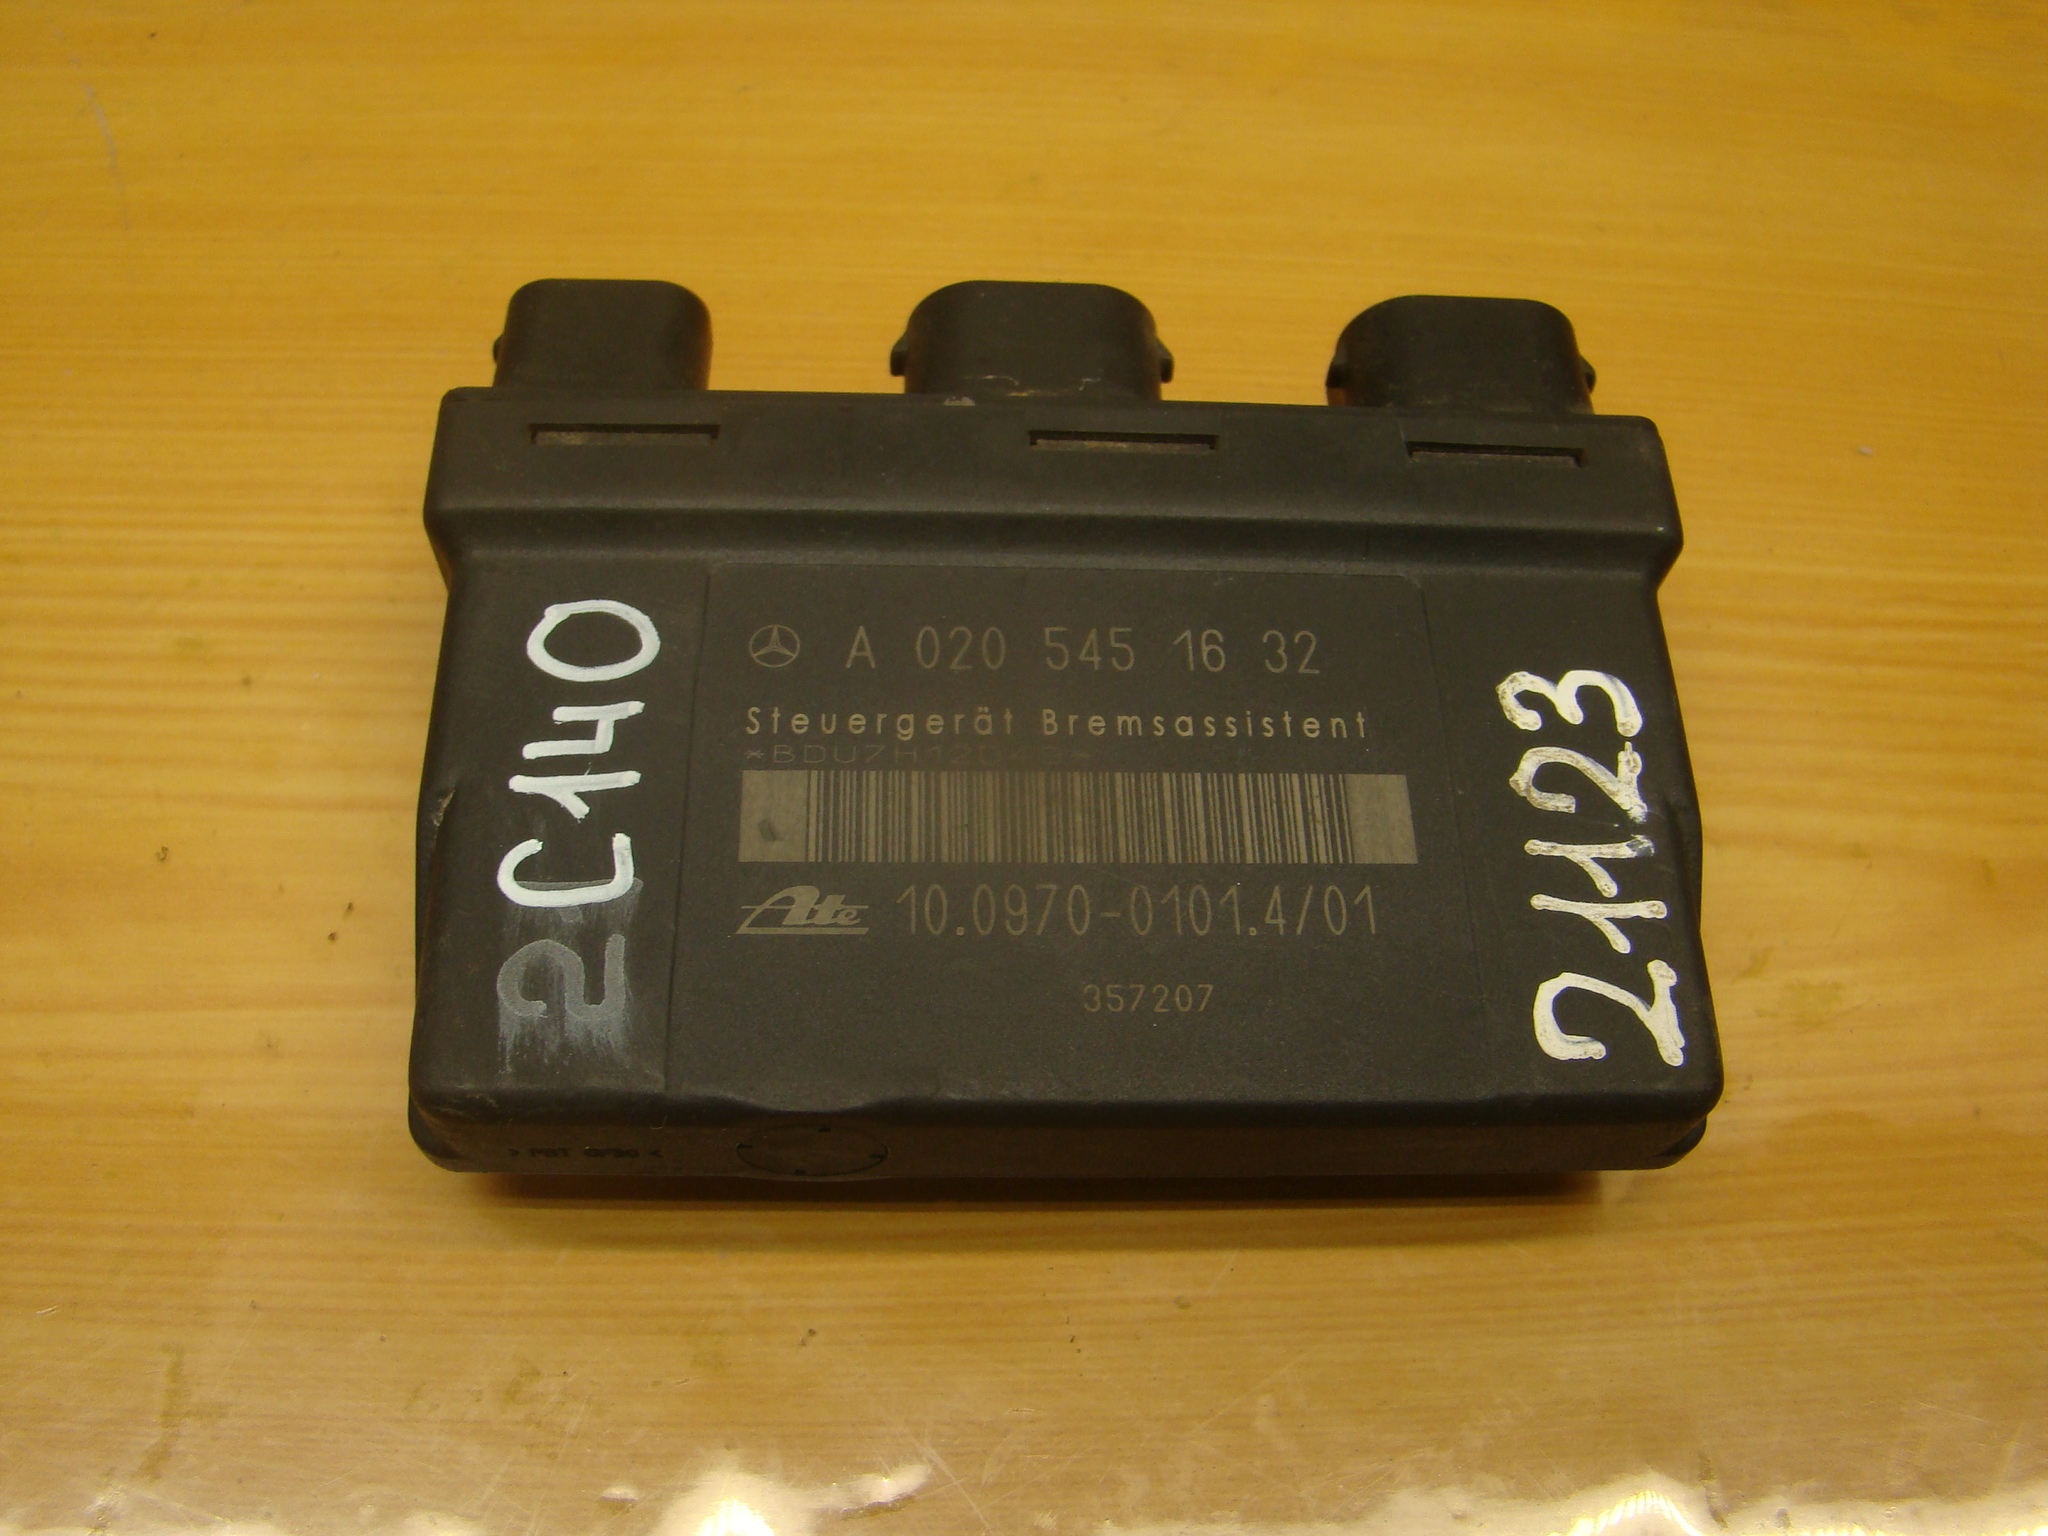 A 020 545 16 32
Steuergerät Bremsassistent
Ate 10.0970-0101.4/01
357207
2C140
21123